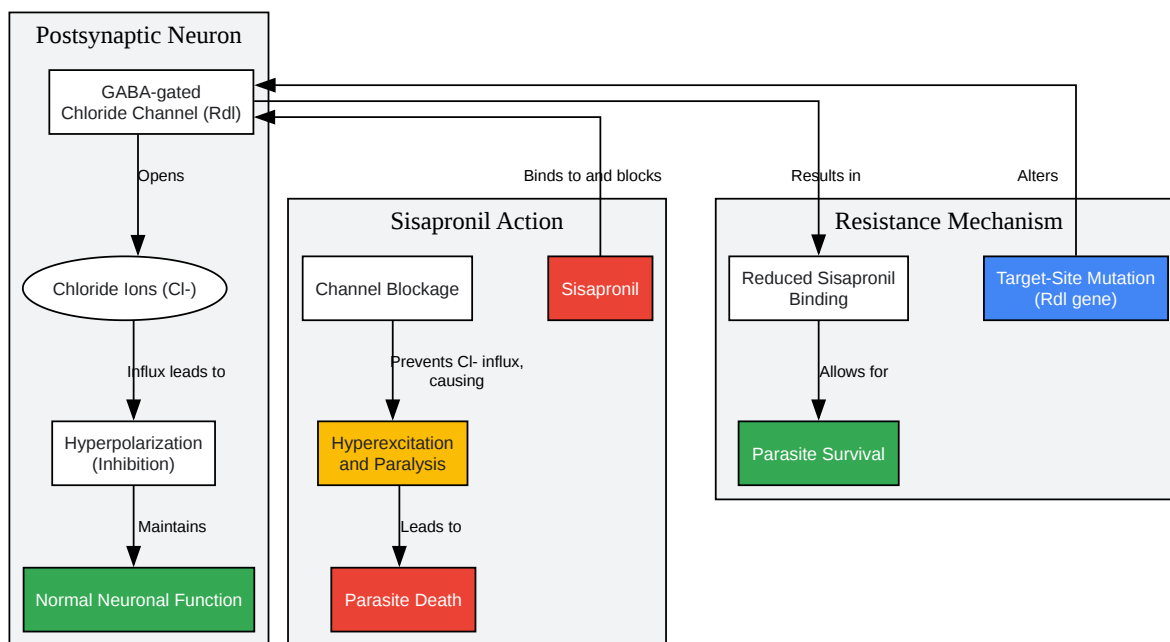 Postsynaptic Neuron
GABA-gated
Chloride Channel (Rdl)
Opens
Chloride Ions (Cl-)
Influx leads to
Hyperpolarization
(Inhibition)
Maintains
Normal Neuronal Function
Binds to and blocks
Sisapronil Action
Channel Blockage
Sisapronil
Prevents Cl- influx,
causing
Hyperexcitation
and Paralysis
Leads to
Parasite Death
Results in
Alters
Resistance Mechanism
Reduced Sisapronil
Binding
Target-Site Mutation
(Rdl gene)
Allows for
Parasite Survival